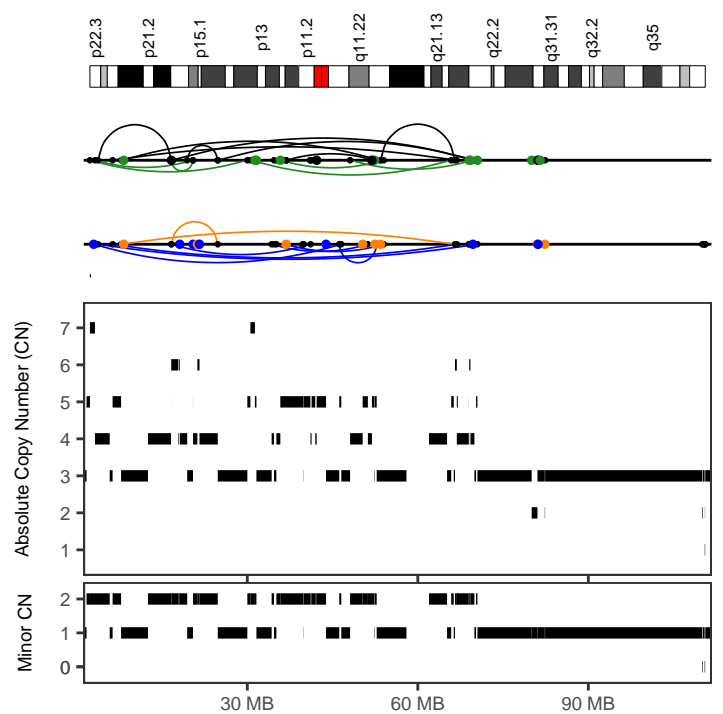 p22.3 p21.2 p15.1 p13 p11.2 q11.22 q21.13 q22.2 q31.31 q32.2 q35
Absolute Copy Number (CN)
7
6
5
4
3
2
1
Minor CN
2
1
0
30 MB 60 MB 90 MB